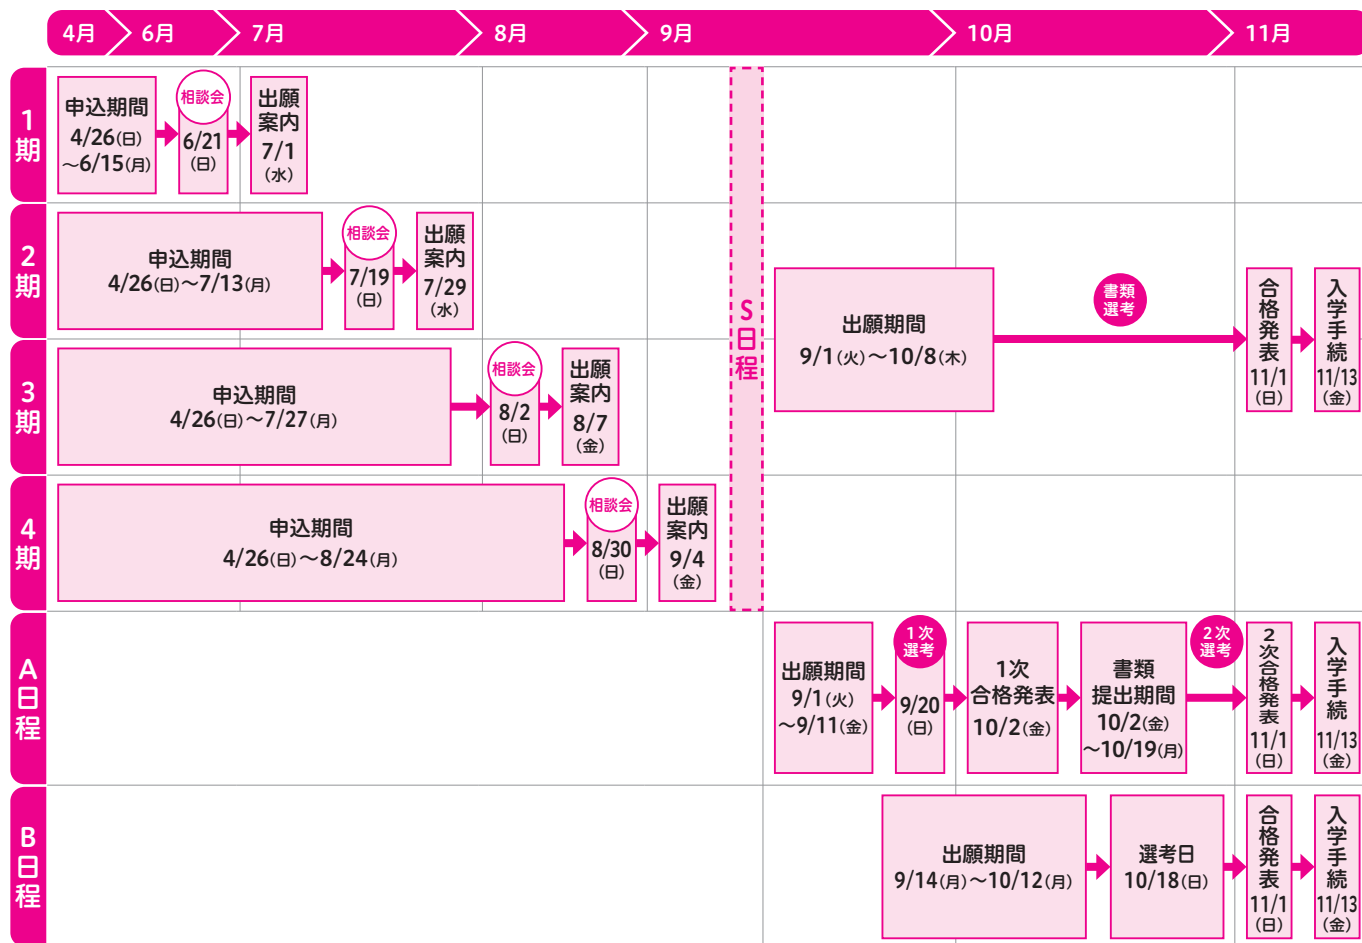 4月 6月 7月 8月 9月 10月 11月
1期
申込期間
4/26(日)
～6/15(月)
相談会
6/21
(日)
出願
案内
7/1
(水)
2期
申込期間
4/26(日)～7/13(月)
相談会
7/19
(日)
出願
案内
7/29
(水)
3期
申込期間
4/26(日)～7/27(月)
相談会
8/2
(日)
出願
案内
8/7
(金)
4期
申込期間
4/26(日)～8/24(月)
相談会
8/30
(日)
出願
案内
9/4
(金)
S日程
出願期間
9/1(火)～10/8(木)
書類
選考
合格発表
11/1
(日)
入学手続
11/13
(金)
A日程
出願期間
9/1(火)
～9/11(金)
1次
選考
9/20
(日)
1次
合格発表
10/2(金)
書類
提出期間
10/2(金)
～10/19(月)
2次
選考
2次合格発表
11/1
(日)
入学手続
11/13
(金)
B日程
出願期間
9/14(月)～10/12(月)
選考日
10/18(日)
合格発表
11/1
(日)
入学手続
11/13
(金)